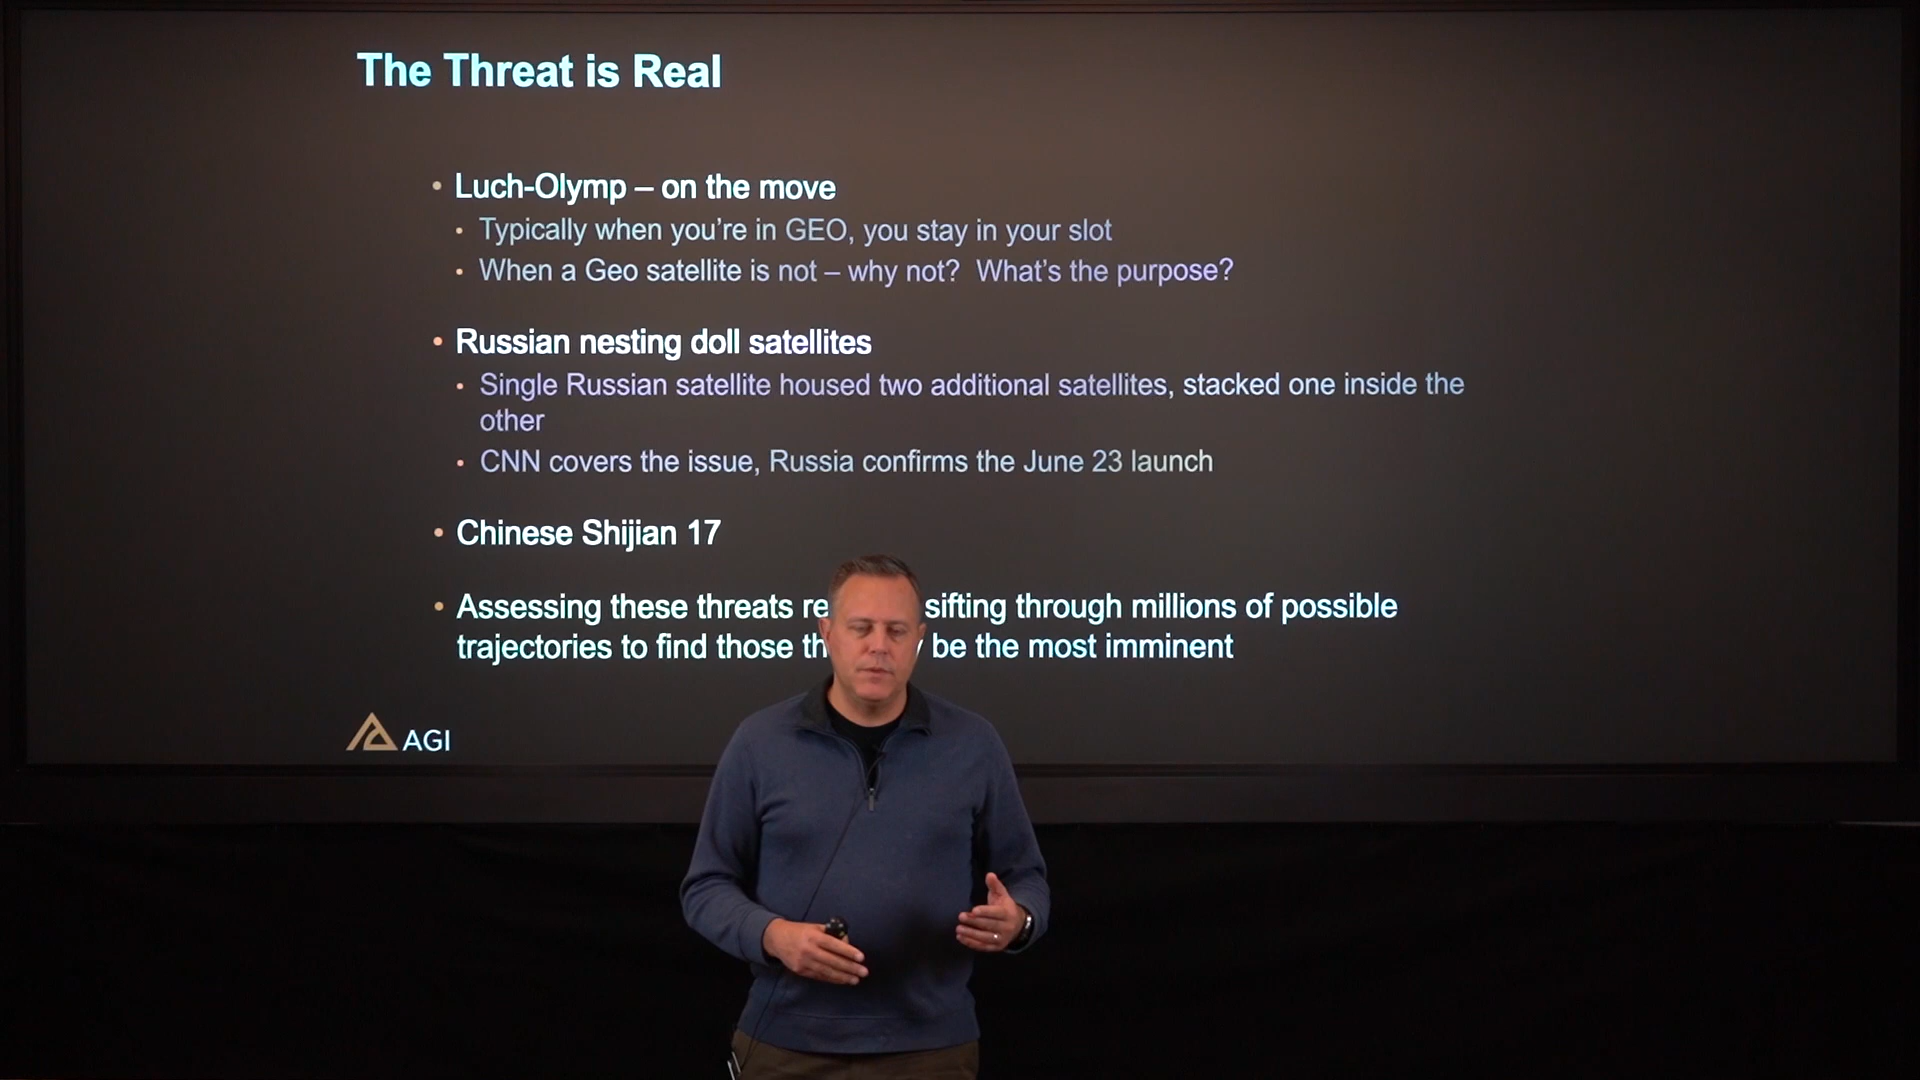 The Threat is Real
• Luch-Olymp – on the move
• Typically when you're in GEO, you stay in your slot
• When a Geo satellite is not – why not?  What's the purpose?
• Russian nesting doll satellites
• Single Russian satellite housed two additional satellites, stacked one inside the
other
• CNN covers the issue, Russia confirms the June 23 launch
• Chinese Shijian 17
• Assessing these threats sifting through millions of possible
trajectories to find those be the most imminent
AGI